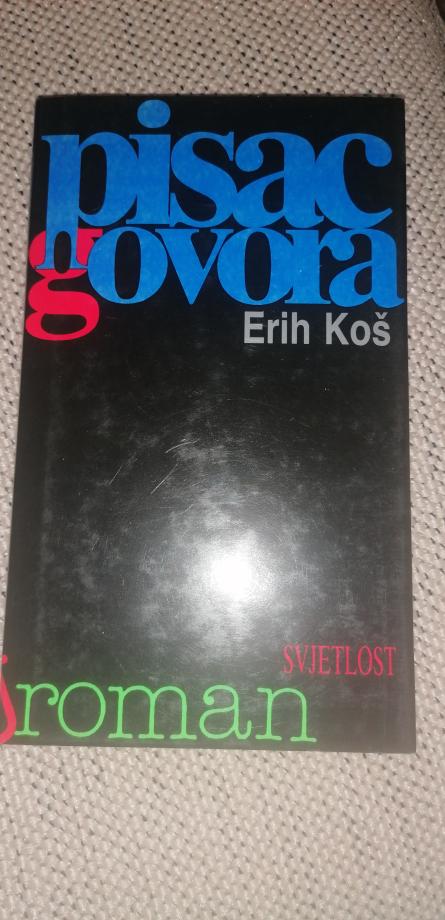 pisac
govora
Erih Koš
SVJETLOST
roman